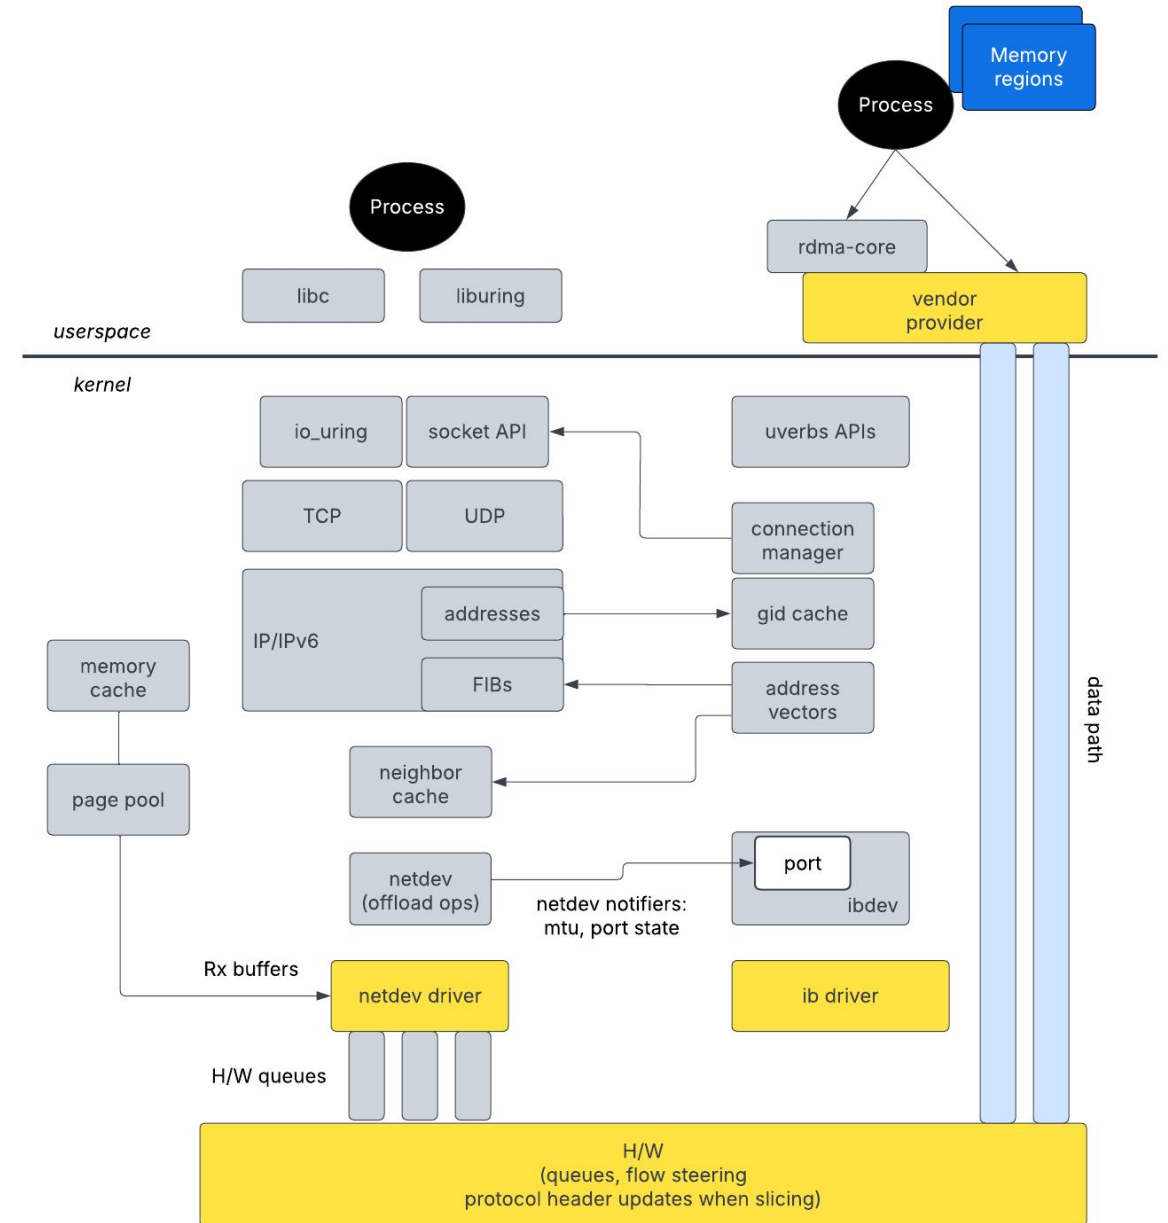 Memory
regions
Process
Process
rdma-core
libc
liburing
vendor
provider
userspace
kernel
io_uring
socket API
uverbs APIs
TCP
UDP
connection
manager
addresses
gid cache
IP/IPv6
memory
cache
FIBs
address
vectors
data path
neighbor
cache
page pool
port
netdev
(offload ops)
netdev notifiers:
mtu, port state
ibdev
Rx buffers
netdev driver
ib driver
H/W queues
H/W
(queues, flow steering
protocol header updates when slicing)